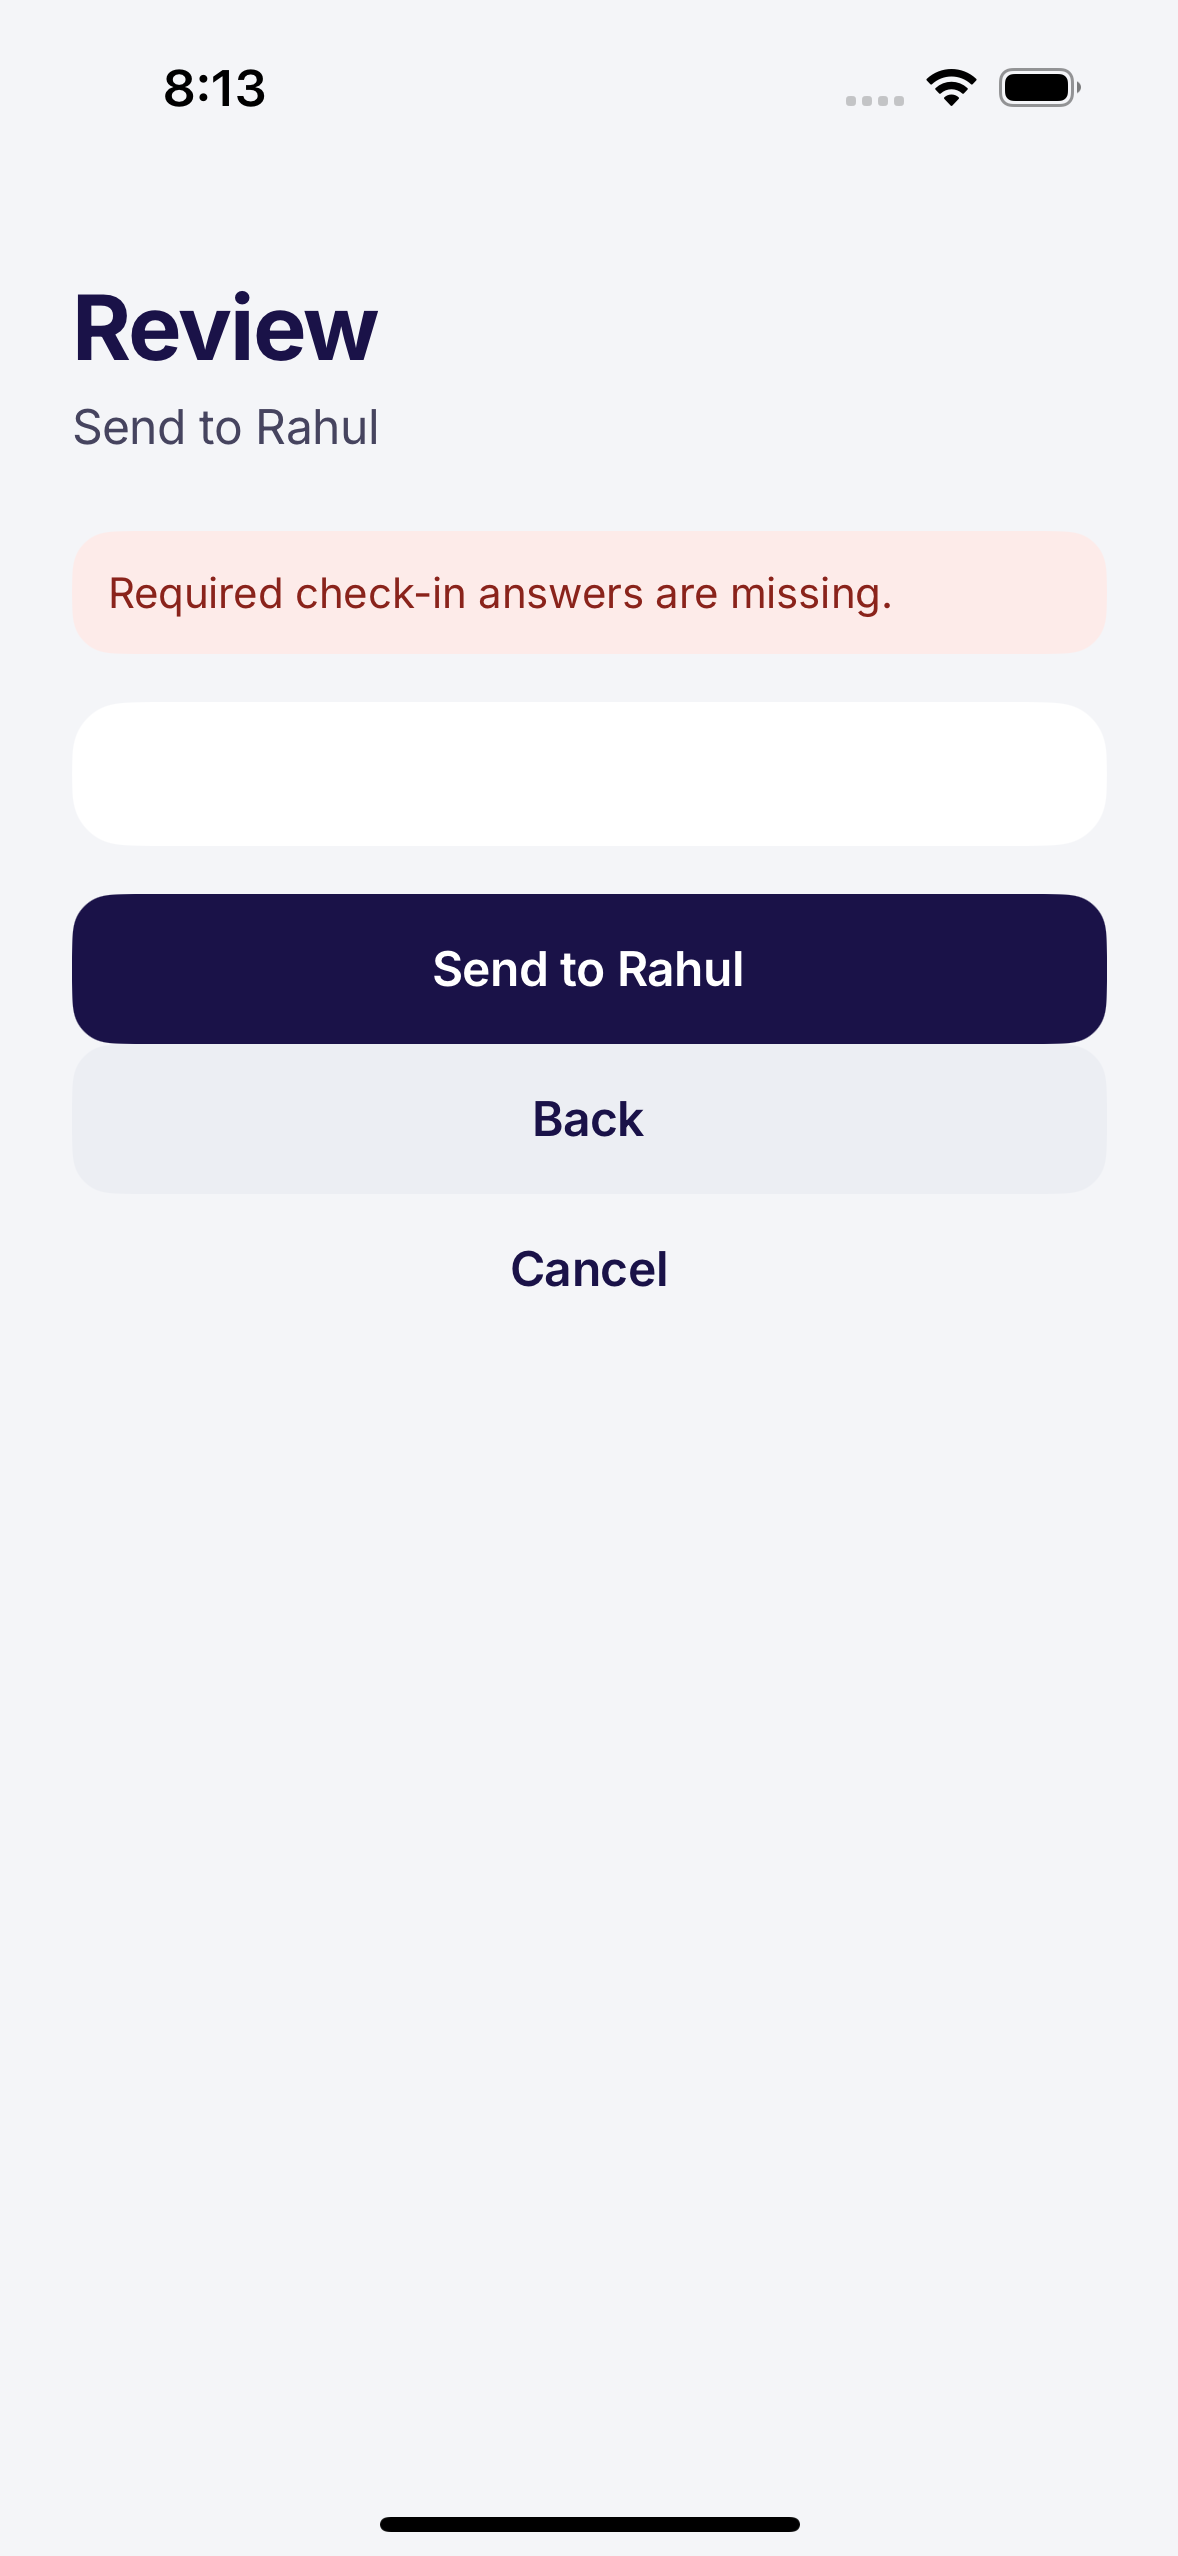 8:13
Review
Send to Rahul
Required check-in answers are missing.
Send to Rahul
Back
Cancel